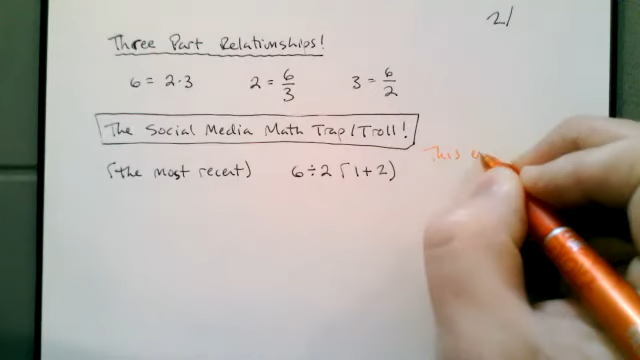 2/
Three Part Relationships!
6 = 2·3 2 = 6/3 3 = 6/2
The Social Media Math Trap/Troll!
(the most recent) 6÷2(1+2)
This